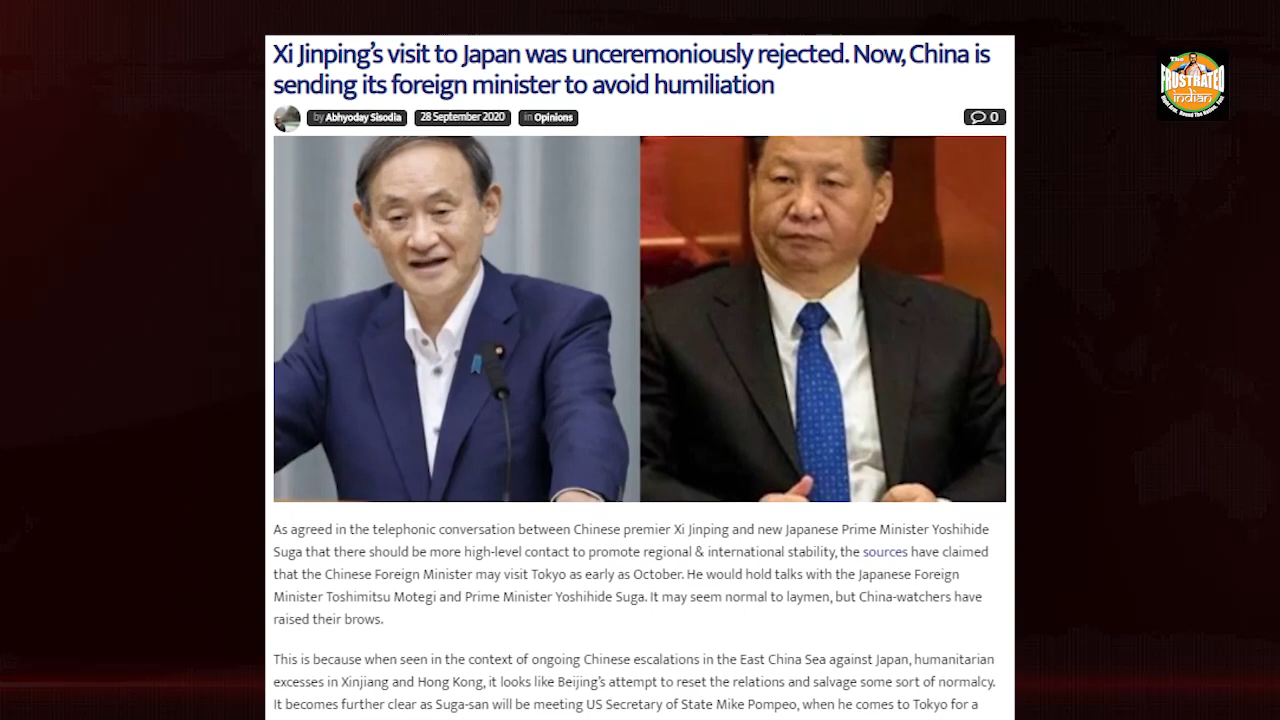 Xi Jinping's visit to Japan was unceremoniously rejected. Now, China is
sending its foreign minister to avoid humiliation
by Abhyoday Sisodia 28 September 2020 in Opinions 0
The
FRUSTRATED
indian
As agreed in the telephonic conversation between Chinese premier Xi Jinping and new Japanese Prime Minister Yoshihide
Suga that there should be more high-level contact to promote regional & international stability, the sources have claimed
that the Chinese Foreign Minister may visit Tokyo as early as October. He would hold talks with the Japanese Foreign
Minister Toshimitsu Motegi and Prime Minister Yoshihide Suga. It may seem normal to laymen, but China-watchers have
raised their brows.
This is because when seen in the context of ongoing Chinese escalations in the East China Sea against Japan, humanitarian
excesses in Xinjiang and Hong Kong, it looks like Beijing's attempt to reset the relations and salvage some sort of normalcy.
It becomes further clear as Suga-san will be meeting US Secretary of State Mike Pompeo, when he comes to Tokyo for a